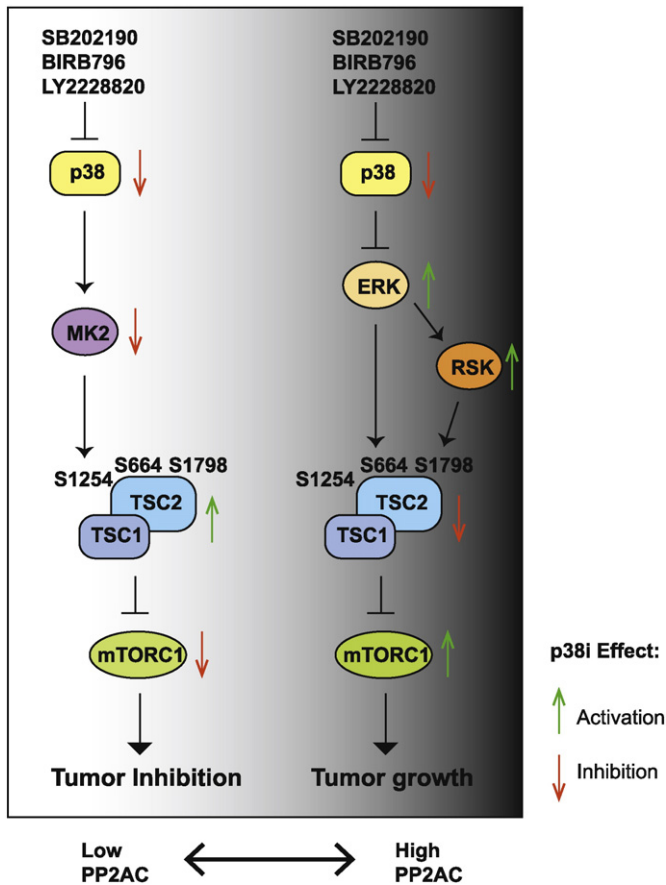 SB202190
BIRB796
LY2228820
p38
MK2
S1254
S664 S1798
TSC2
TSC1
mTORC1
Tumor Inhibition
SB202190
BIRB796
LY2228820
p38
ERK
RSK
S1254
S664 S1798
TSC2
TSC1
mTORC1
Tumor growth
p38i Effect:
Activation
Inhibition
Low
PP2AC
High
PP2AC